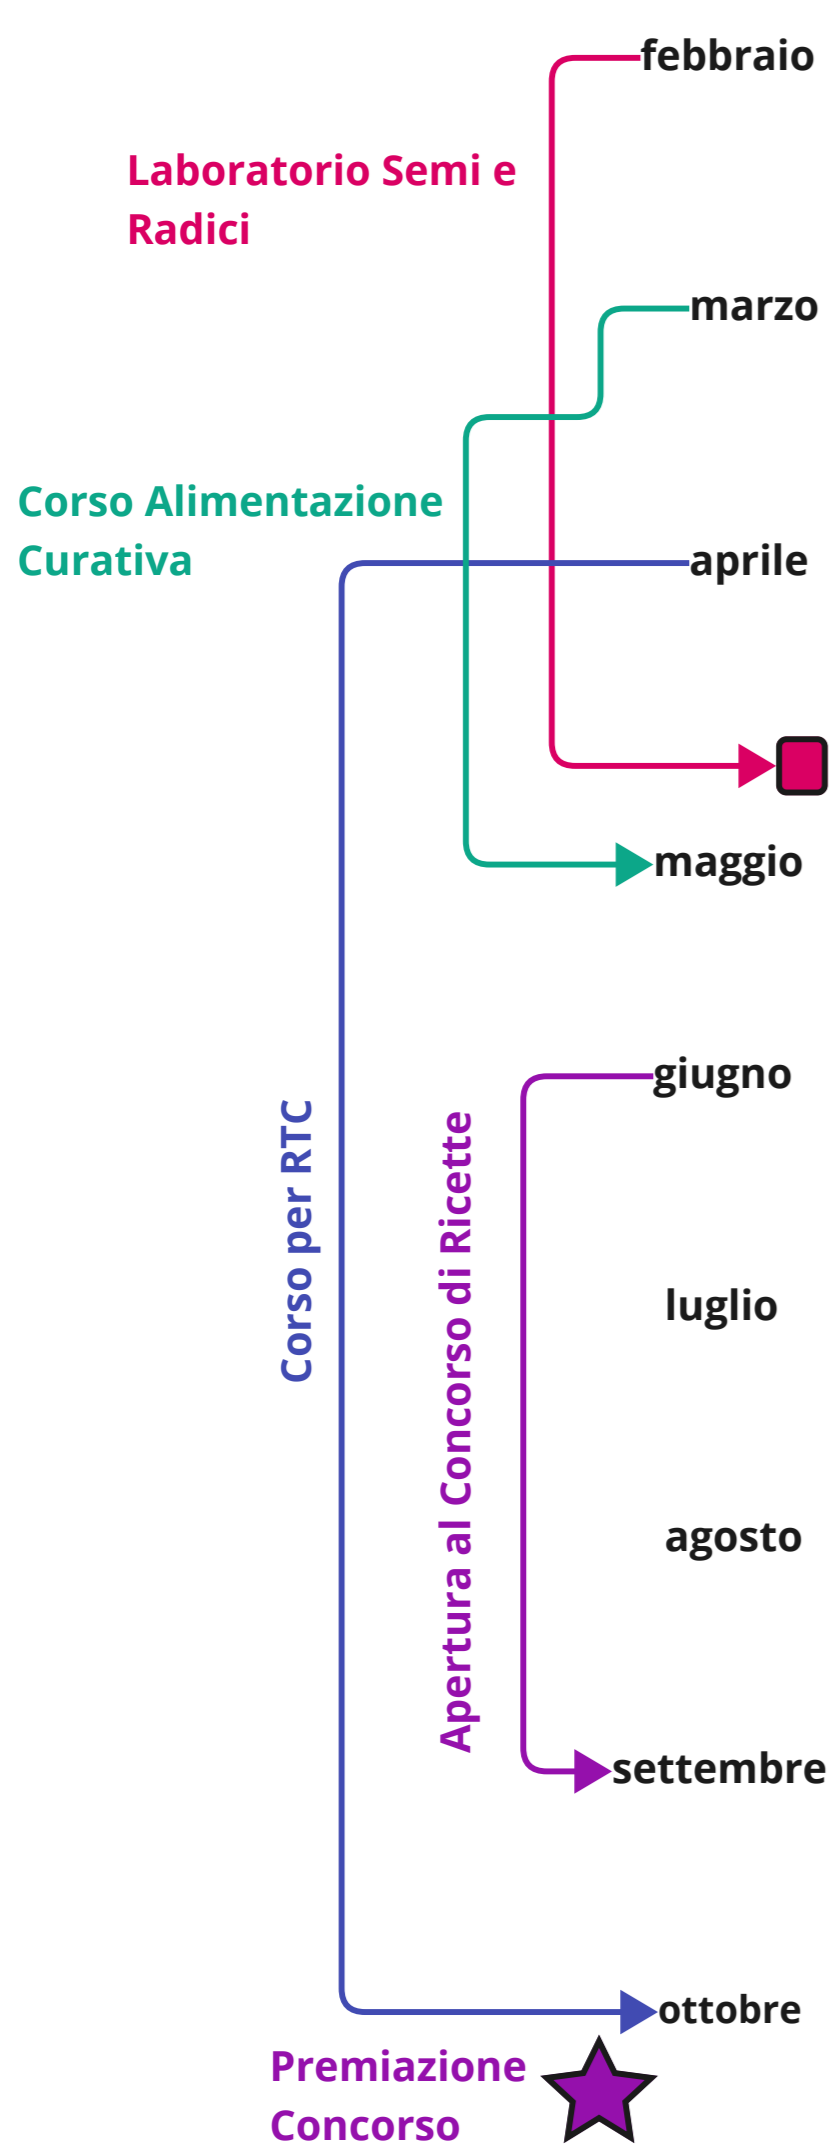 febbraio
Laboratorio Semi e
Radici
marzo
Corso Alimentazione
Curativa
aprile
maggio
giugno
Corso per RTC
Apertura al Concorso di Ricette
luglio
agosto
settembre
ottobre
Premiazione
Concorso